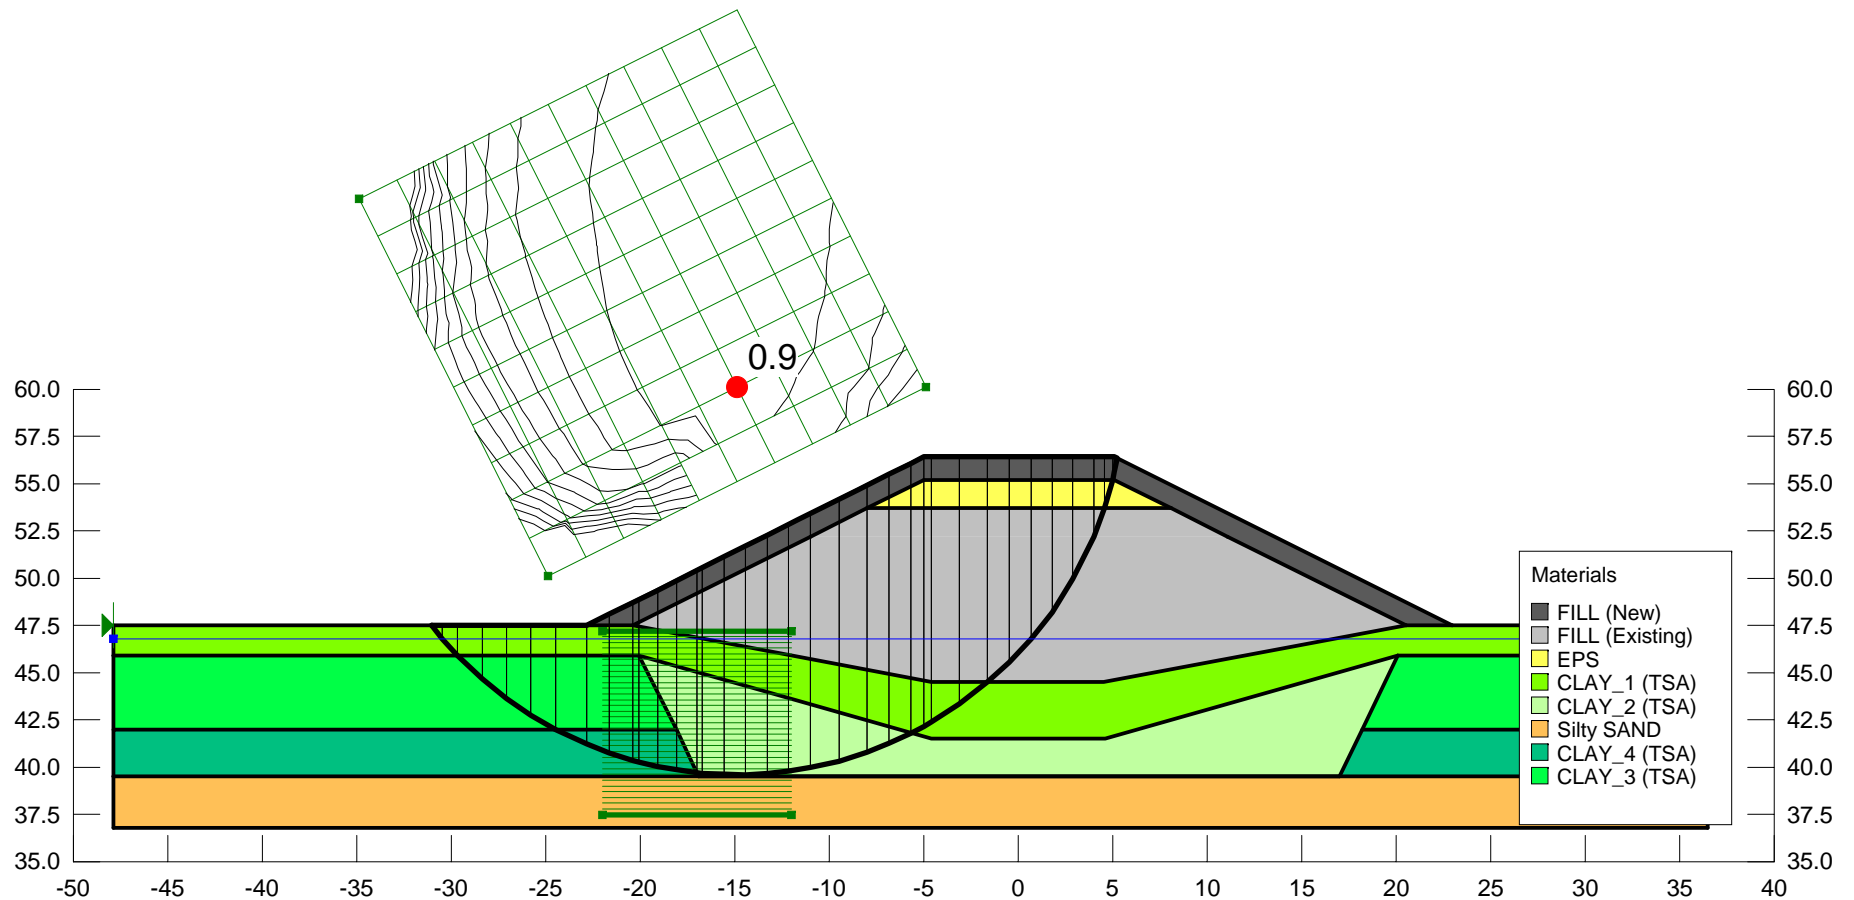 0.9
60.0
57.5
55.0
52.5
50.0
47.5
45.0
42.5
40.0
37.5
35.0
60.0
57.5
55.0
52.5
50.0
47.5
45.0
42.5
40.0
37.5
35.0
Materials
FILL (New)
FILL (Existing)
EPS
CLAY_1 (TSA)
CLAY_2 (TSA)
Silty SAND
CLAY_4 (TSA)
CLAY_3 (TSA)
-50 -45 -40 -35 -30 -25 -20 -15 -10 -5 0 5 10 15 20 25 30 35 40